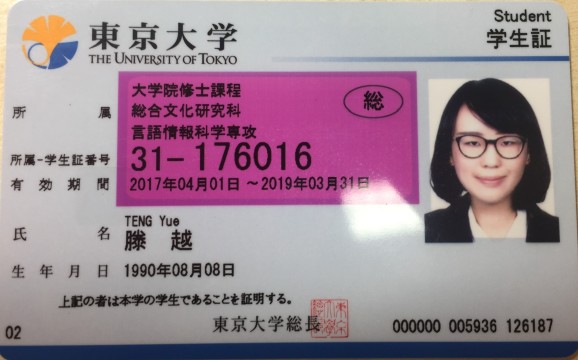 東京大学
THE UNIVERSITY OF TOKYO
Student
学生証
大学院修士課程
総
所属 総合文化研究科
言語情報科学専攻
所属-学生証番号 31-176016
有効期間 2017年04月01日 ～2019年03月31日
TENG Yue
氏名 滕 越
生年月日 1990年08月08日
上記の者は本学の学生であることを証明する。
東京大学総長
02
000000 005936 126187